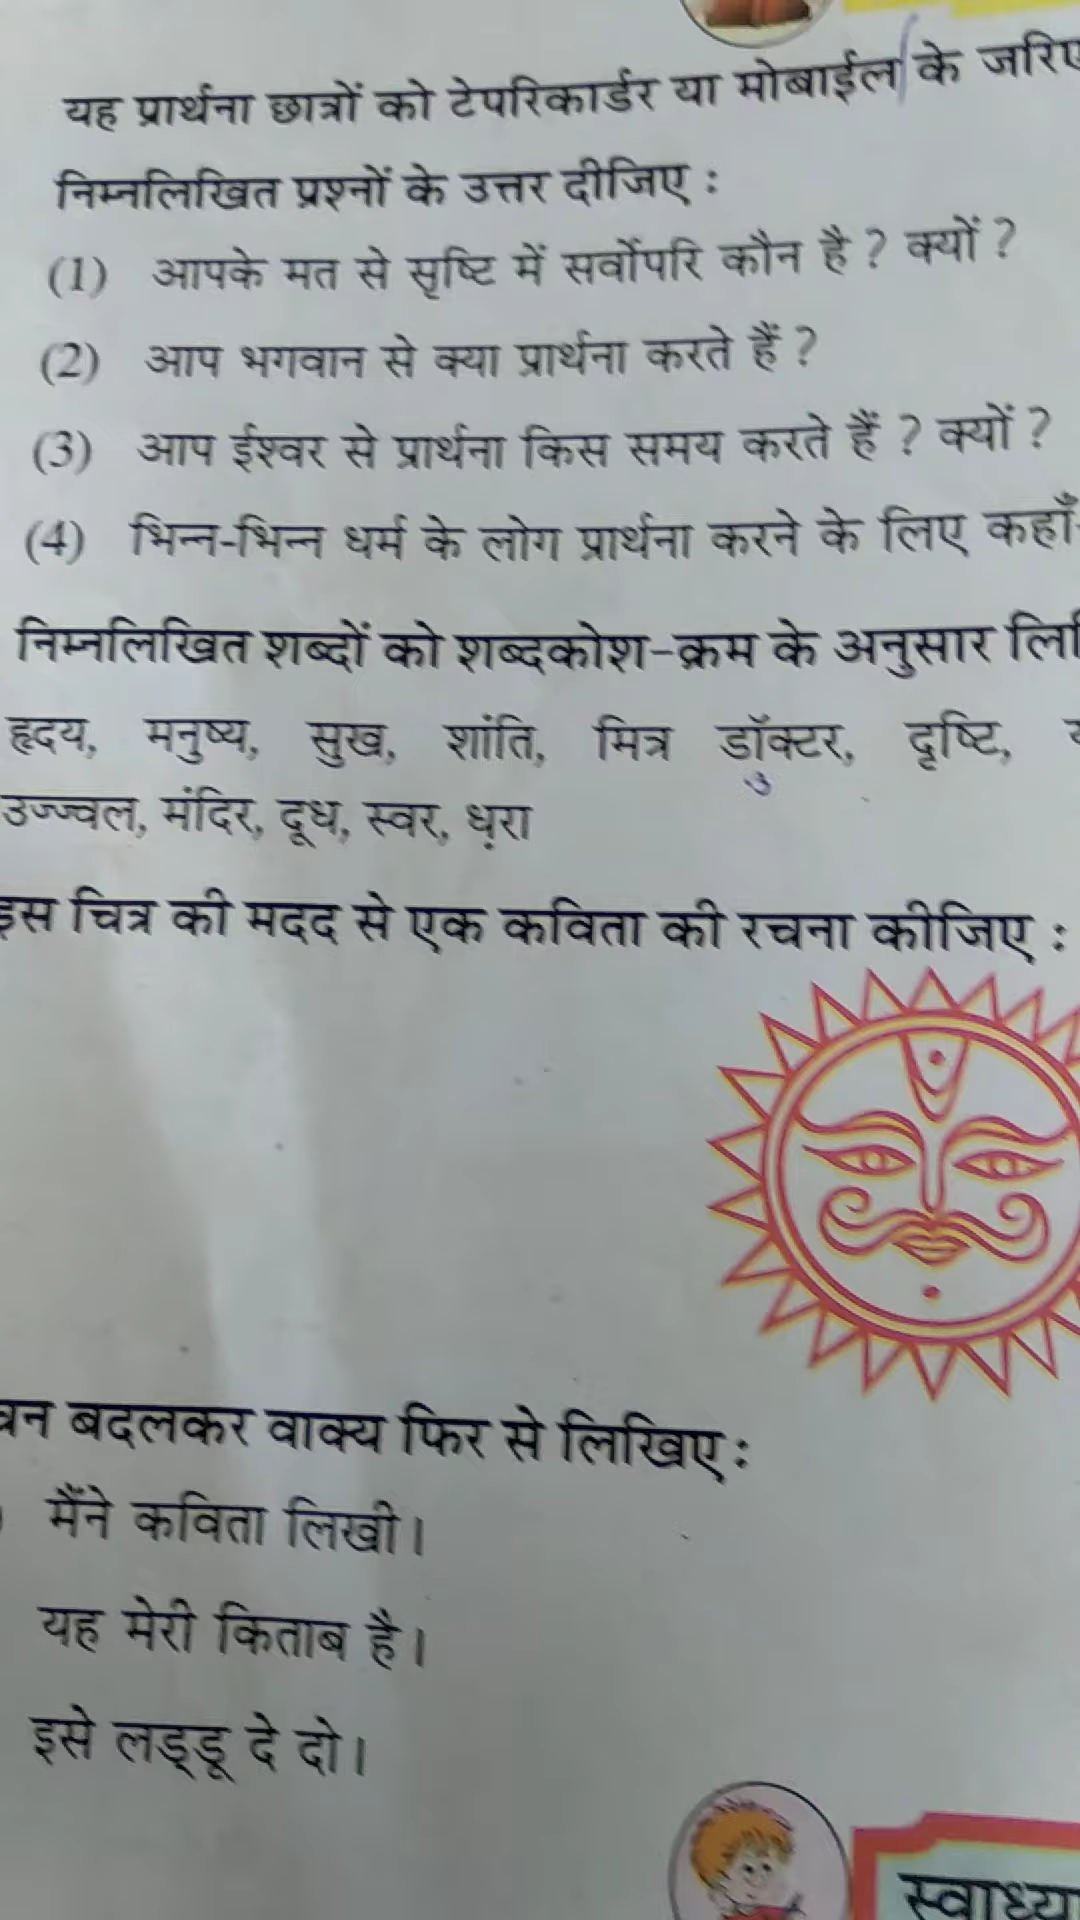 यह प्रार्थना छात्रों को टेपरिकार्डर या मोबाईल के जरिए
निम्नलिखित प्रश्नों के उत्तर दीजिए :
(1) आपके मत से सृष्टि में सर्वोपरि कौन है ? क्यों ?
(2) आप भगवान से क्या प्रार्थना करते हैं ?
(3) आप ईश्वर से प्रार्थना किस समय करते हैं ? क्यों ?
(4) भिन्न-भिन्न धर्म के लोग प्रार्थना करने के लिए कहाँ
निम्नलिखित शब्दों को शब्दकोश-क्रम के अनुसार
हृदय, मनुष्य, सुख, शांति, मित्र डॉक्टर, दृष्टि,
उज्ज्वल, मंदिर, दूध, स्वर, धरा
इस चित्र की मदद से एक कविता की रचना कीजिए :
बदलकर वाक्य फिर से लिखिए :
मैंने कविता लिखी।
यह मेरी किताब है।
इसे लड्डू दे दो।